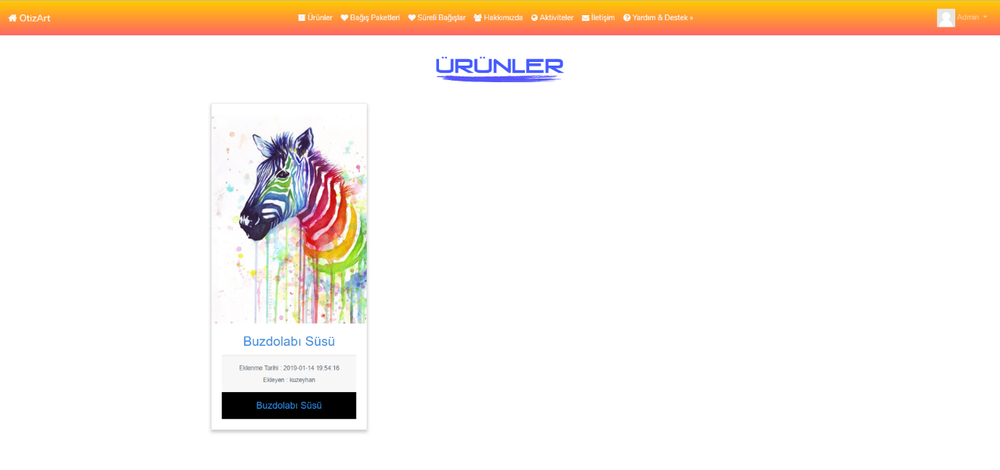 OtizArt
Ürünler Bağış Paketleri Süreli Bağışlar Hakkımızda Aktiviteler İletişim Yardım & Destek »
Admin
ÜRÜNLER
Buzdolabı Süsü
Eklenme Tarihi : 2019-01-14 19:54:16
Ekleyen : kuzeyhan
Buzdolabı Süsü